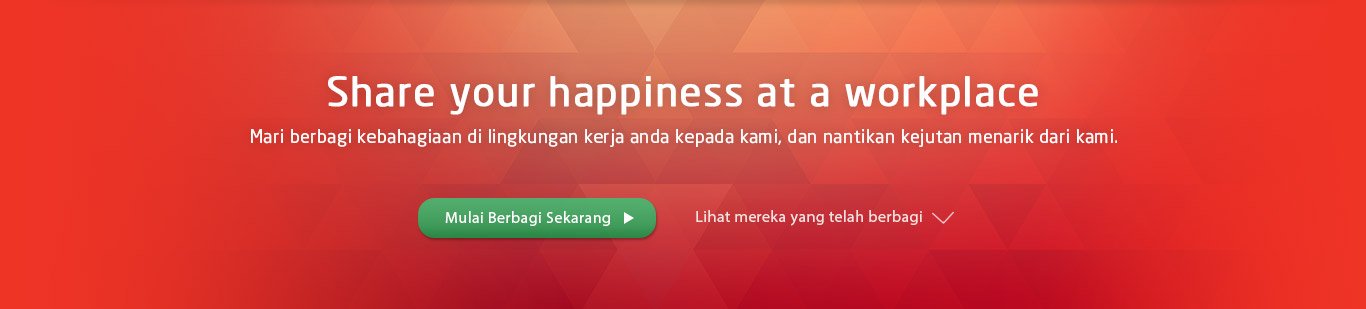 Share your happiness at a workplace
Mari berbagi kebahagiaan di lingkungan kerja anda kepada kami, dan nantikan kejutan menarik dari kami.
Mulai Berbagi Sekarang
Lihat mereka yang telah berbagi